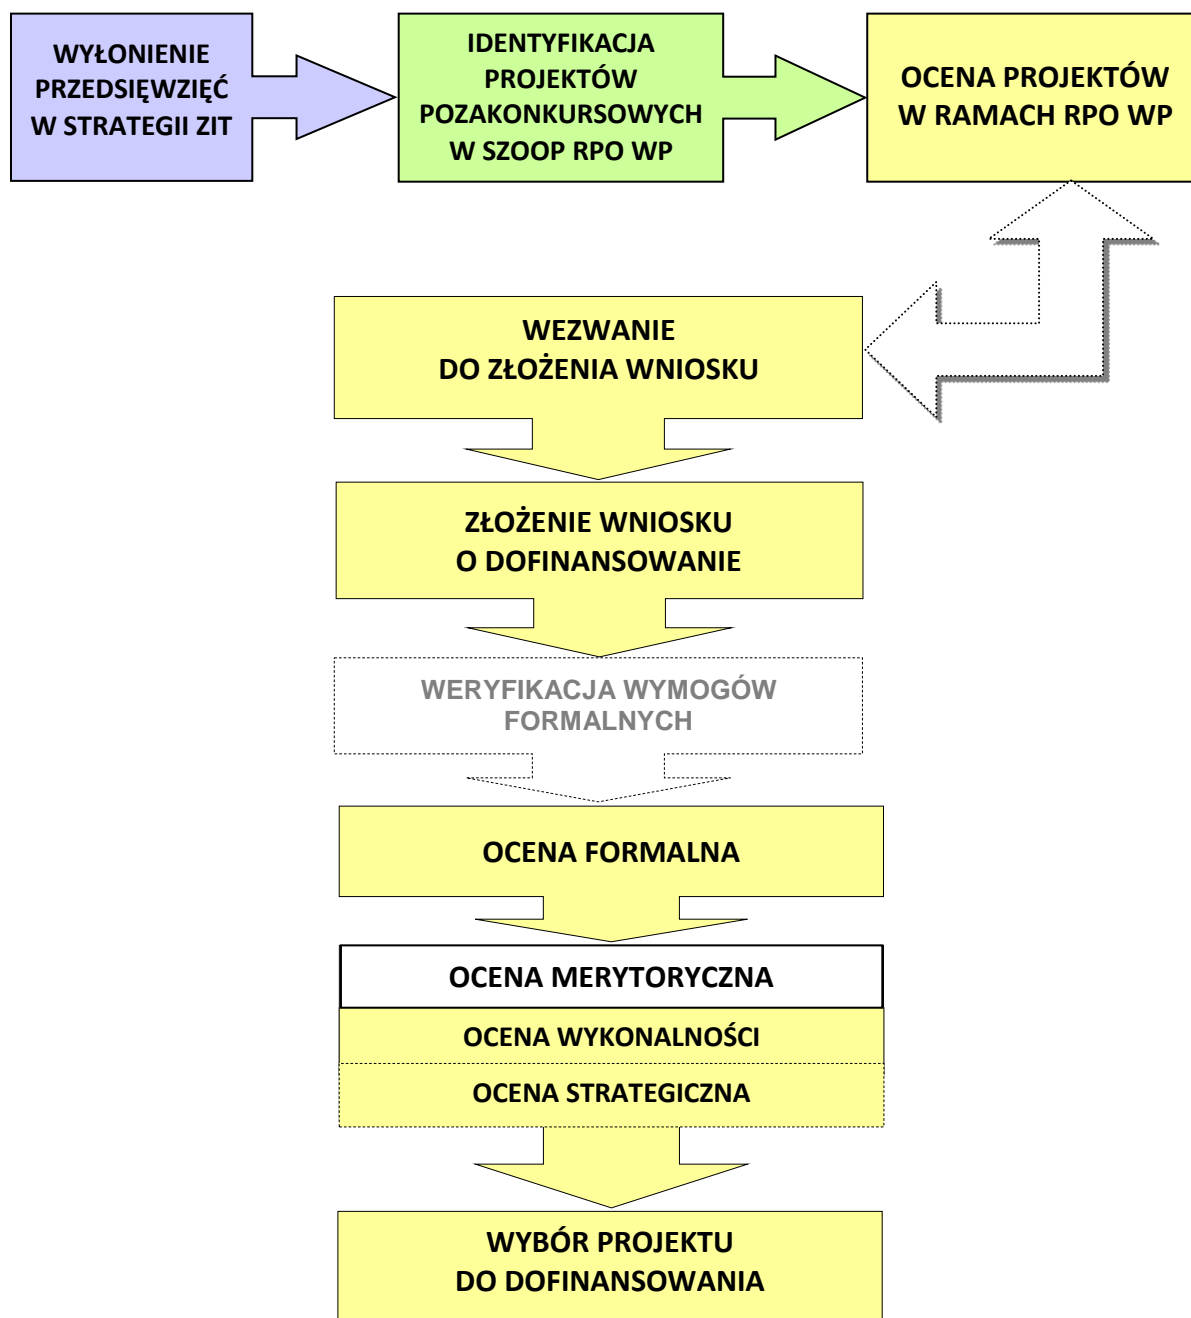 WYŁONIENIE
PRZEDSIĘWZIĘĆ
W STRATEGII ZIT
IDENTYFIKACJA
PROJEKTÓW
POZAKONKURSOWYCH
W SZOOP RPO WP
OCENA PROJEKTÓW
W RAMACH RPO WP
WEZWANIE
DO ZŁOŻENIA WNIOSKU
ZŁOŻENIE WNIOSKU
O DOFINANSOWANIE
WERYFIKACJA WYMOGÓW
FORMALNYCH
OCENA FORMALNA
OCENA MERYTORYCZNA
OCENA WYKONALNOŚCI
OCENA STRATEGICZNA
WYBÓR PROJEKTU
DO DOFINANSOWANIA